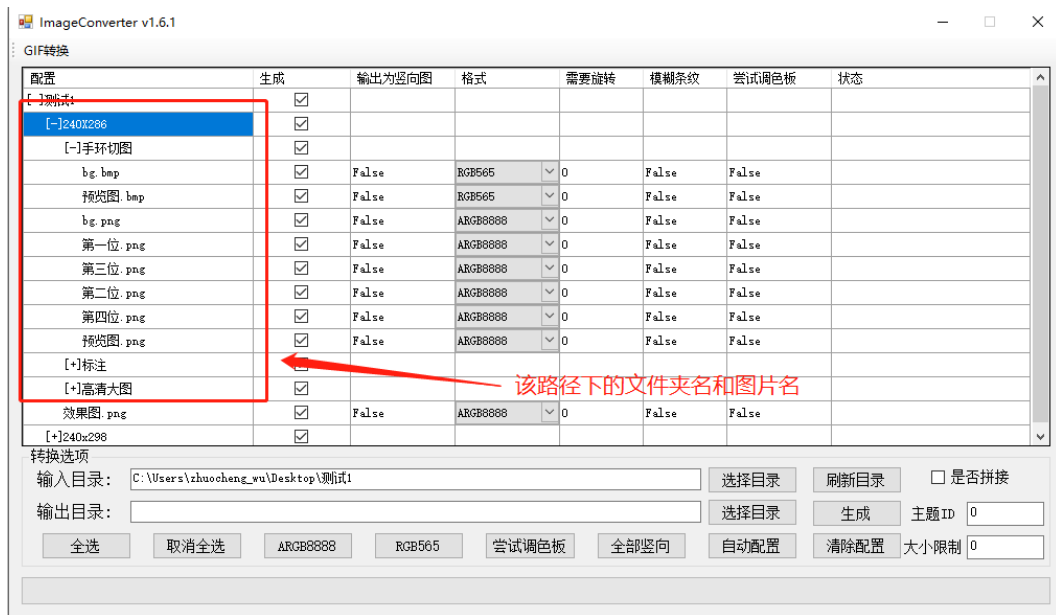 ImageConverter v1.6.1
GIF转换
配置 生成 输出为竖向图 格式 需要旋转 模糊条纹 尝试调色板 状态
[-]测试1
[-]240X286
[-]手环切图
bg.bmp False RGB565 0 False False
预览图.bmp False RGB565 0 False False
bg.png False ARGB8888 0 False False
第一位.png False ARGB8888 0 False False
第三位.png False ARGB8888 0 False False
第二位.png False ARGB8888 0 False False
第四位.png False ARGB8888 0 False False
预览图.png False ARGB8888 0 False False
[+]标注
[+]高清大图 该路径下的文件夹名和图片名
效果图.png False ARGB8888 0 False False
[+]240x298
转换选项
输入目录: C:\Users\zhuocheng_wu\Desktop\测试1 选择目录 刷新目录 是否拼接
输出目录: 选择目录 生成 主题ID 0
全选 取消全选 ARGB8888 RGB565 尝试调色板 全部竖向 自动配置 清除配置 大小限制 0